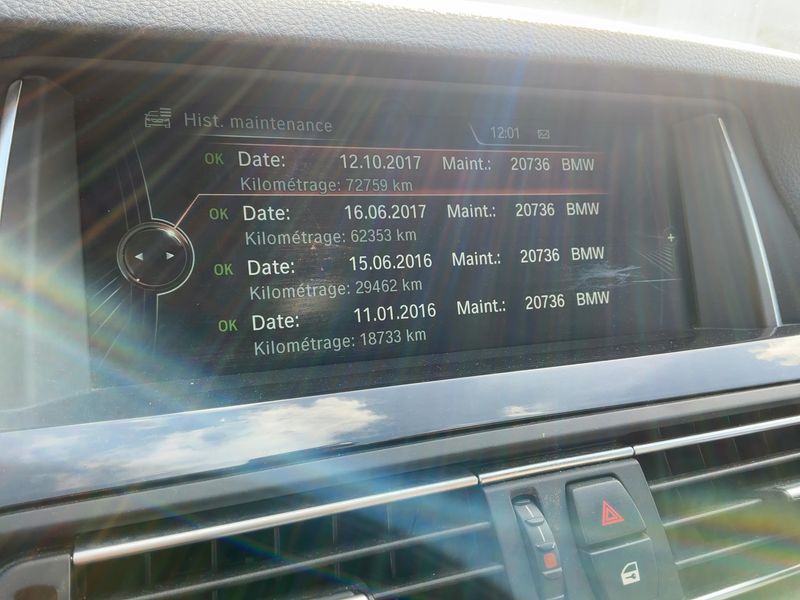 Hist. maintenance
12:01
OK Date: 12.10.2017 Maint.: 20736 BMW
Kilométrage: 72759 km
OK Date: 16.06.2017 Maint.: 20736 BMW
Kilométrage: 62353 km
OK Date: 15.06.2016 Maint.: 20736 BMW
Kilométrage: 29462 km
OK Date: 11.01.2016 Maint.: 20736 BMW
Kilométrage: 18733 km